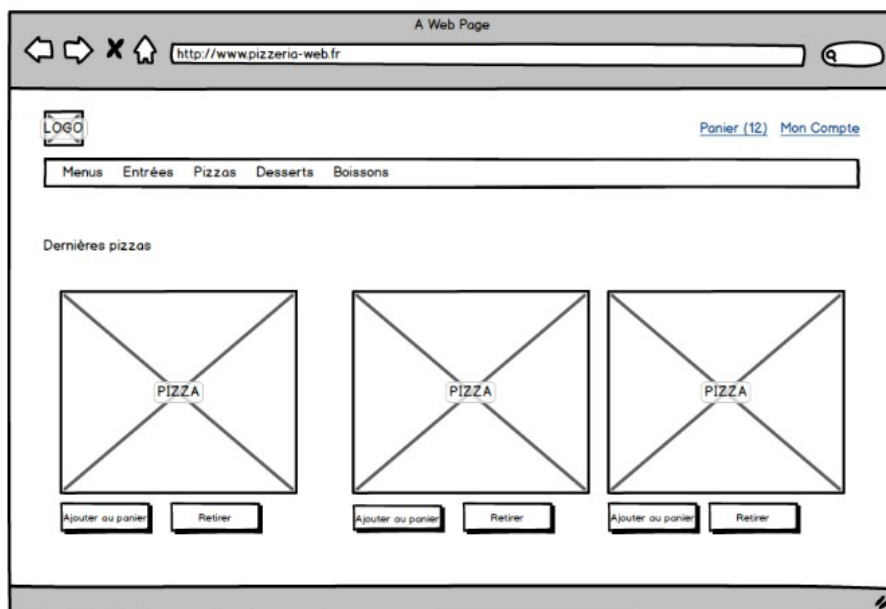 A Web Page
http://www.pizzeria-web.fr
LOGO
Panier (12) Mon Compte
Menus Entrées Pizzas Desserts Boissons
Dernières pizzas
PIZZA PIZZA PIZZA
Ajouter au panier Retirer Ajouter au panier Retirer Ajouter au panier Retirer